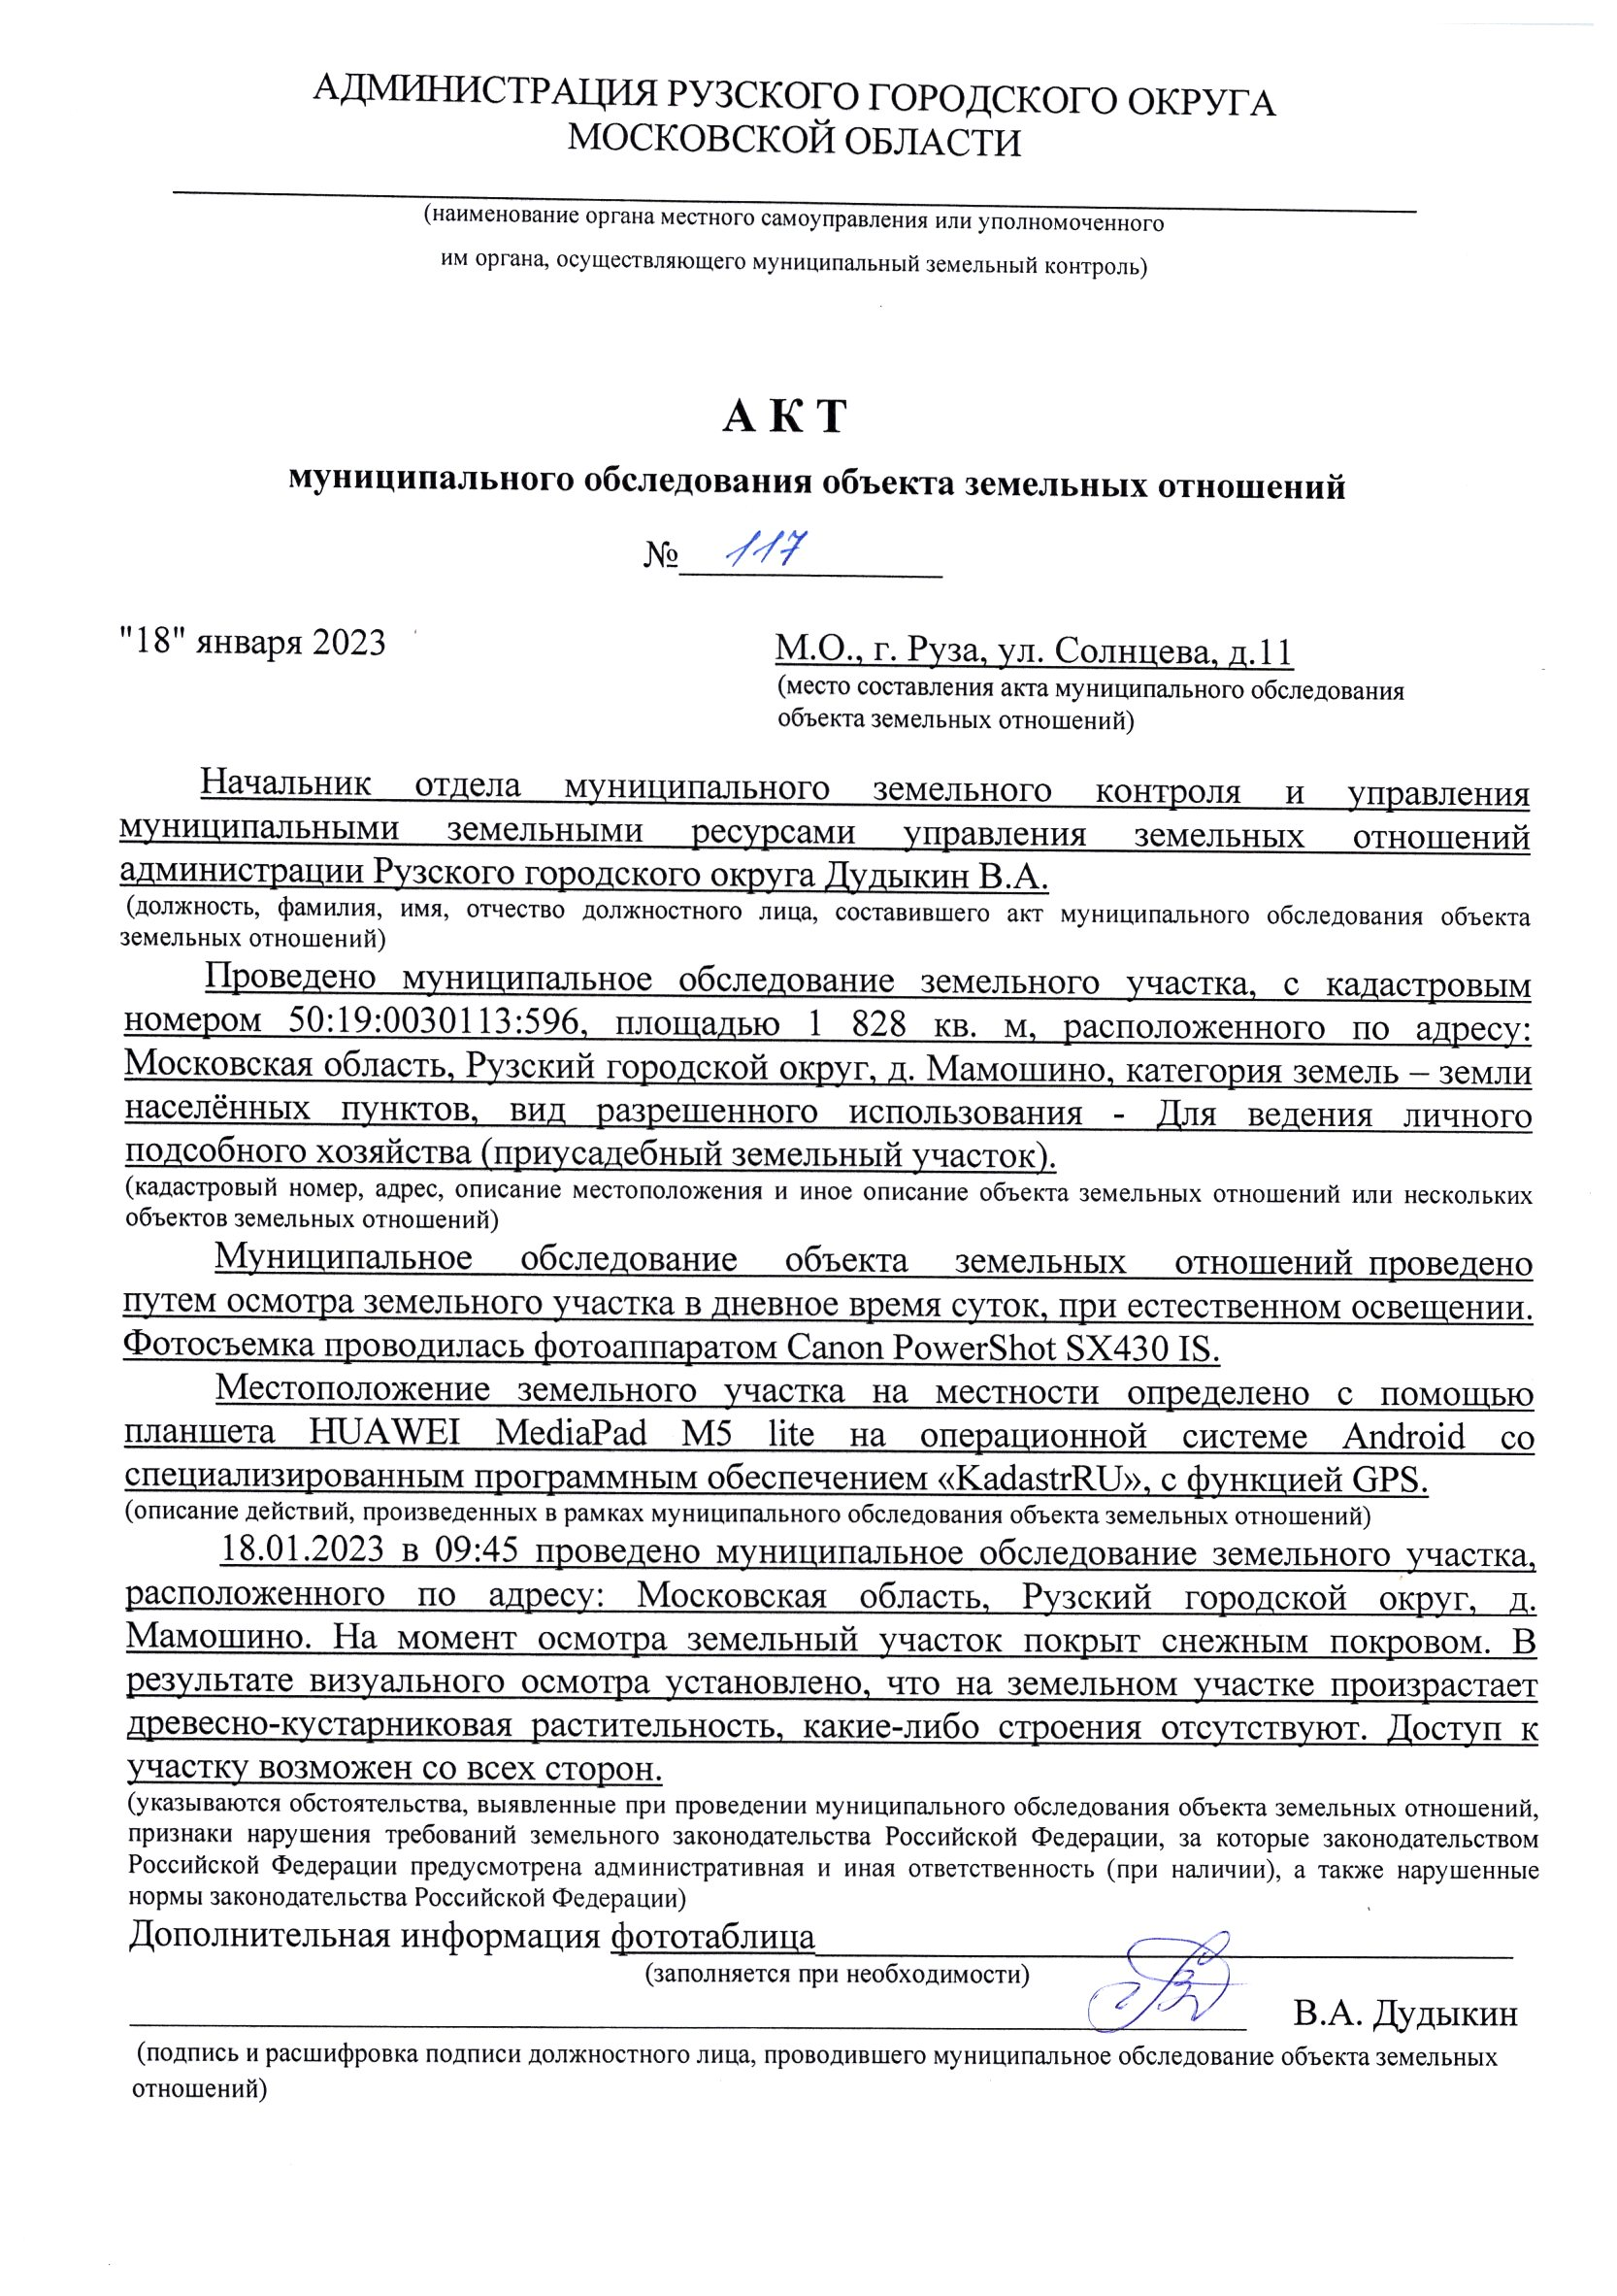 АДМИНИСТРАЦИЯ РУЗСКОГО ГОРОДСКОГО ОКРУГА
МОСКОВСКОЙ ОБЛАСТИ
(наименование органа местного самоуправления или уполномоченного
им органа, осуществляющего муниципальный земельный контроль)
А К Т
муниципального обследования объекта земельных отношений
№ 117
"18" января 2023
М.О., г. Руза, ул. Солнцева, д.11
(место составления акта муниципального обследования
объекта земельных отношений)
Начальник отдела муниципального земельного контроля и управления
муниципальными земельными ресурсами управления земельных отношений
администрации Рузского городского округа Дудыкин В.А.
(должность, фамилия, имя, отчество должностного лица, составившего акт муниципального обследования объекта
земельных отношений)
Проведено муниципальное обследование земельного участка, с кадастровым
номером 50:19:0030113:596, площадью 1 828 кв. м, расположенного по адресу:
Московская область, Рузский городской округ, д. Мамошино, категория земель – земли
населённых пунктов, вид разрешенного использования - Для ведения личного
подсобного хозяйства (приусадебный земельный участок).
(кадастровый номер, адрес, описание местоположения и иное описание объекта земельных отношений или нескольких
объектов земельных отношений)
Муниципальное обследование объекта земельных отношений проведено
путем осмотра земельного участка в дневное время суток, при естественном освещении.
Фотосъемка проводилась фотоаппаратом Canon PowerShot SX430 IS.
Местоположение земельного участка на местности определено с помощью
планшета HUAWEI MediaPad M5 lite на операционной системе Android со
специализированным программным обеспечением «KadastrRU», с функцией GPS.
(описание действий, произведенных в рамках муниципального обследования объекта земельных отношений)
18.01.2023 в 09:45 проведено муниципальное обследование земельного участка,
расположенного по адресу: Московская область, Рузский городской округ, д.
Мамошино. На момент осмотра земельный участок покрыт снежным покровом. В
результате визуального осмотра установлено, что на земельном участке произрастает
древесно-кустарниковая растительность, какие-либо строения отсутствуют. Доступ к
участку возможен со всех сторон.
(указываются обстоятельства, выявленные при проведении муниципального обследования объекта земельных отношений,
признаки нарушения требований земельного законодательства Российской Федерации, за которые законодательством
Российской Федерации предусмотрена административная и иная ответственность (при наличии), а также нарушенные
нормы законодательства Российской Федерации)
Дополнительная информация фототаблица
(заполняется при необходимости)
В.А. Дудыкин
(подпись и расшифровка подписи должностного лица, проводившего муниципальное обследование объекта земельных
отношений)